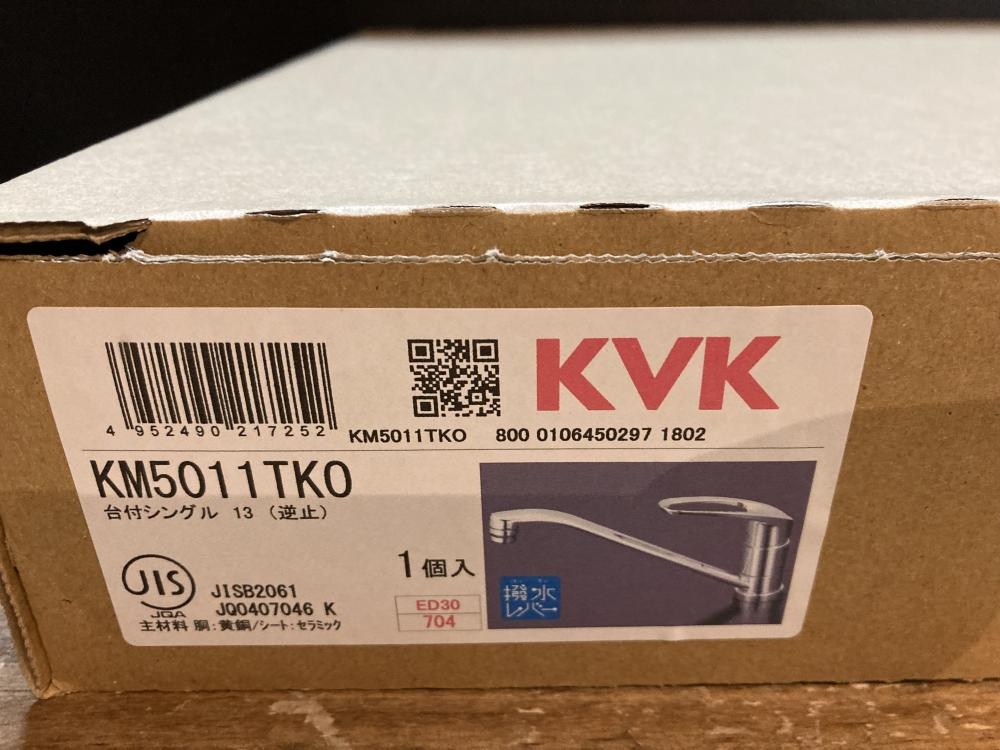 KVK
4 952490 217252
KM5011TKO 800 0106450297 1802
KM5011TKO
台付シングル 13 (逆止)
1個入
JIS
JQA
JISB2061
JQ0407046 K
主材料 胴:黄銅/シート:セラミック
ED30
704
撥水
レバー